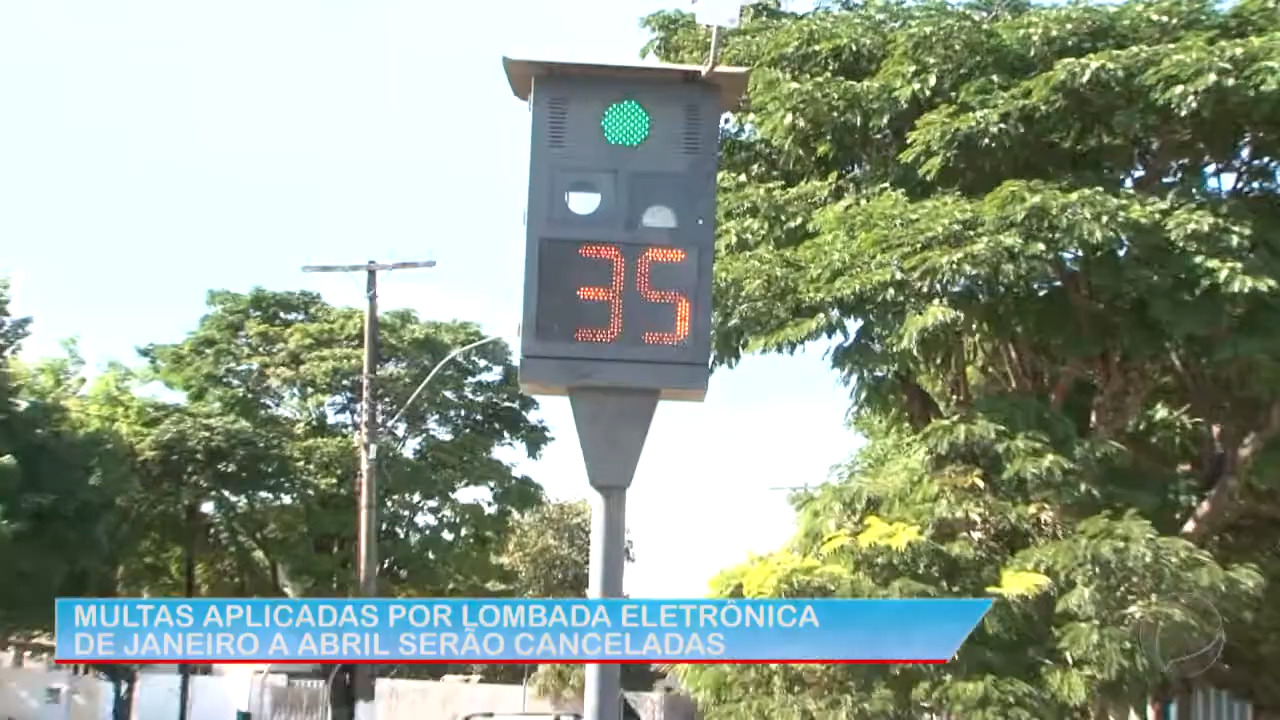 35
MULTAS APLICADAS POR LOMBADA ELETRÔNICA
DE JANEIRO A ABRIL SERÃO CANCELADAS